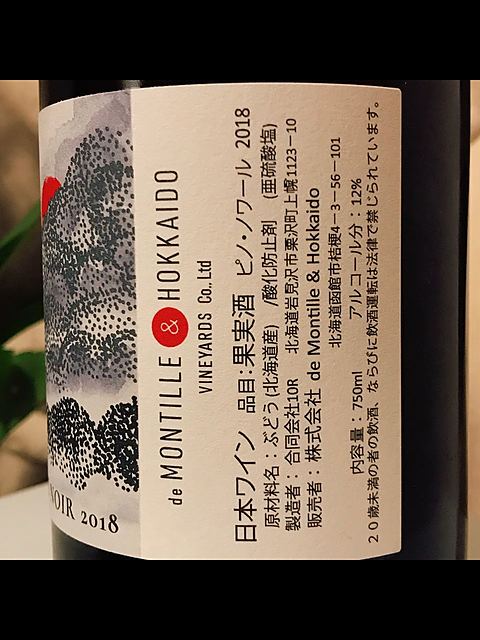 NOIR 2018
de MONTILLE & HOKKAIDO
VINEYARDS Co., Ltd
日本ワイン 品目：果実酒 ピノ・ノワール 2018
原材料名：ぶどう(北海道産) /酸化防止剤 (亜硫酸塩)
製造者：合同会社10R 北海道岩見沢市栗沢町上幌1123－10
販売者：株式会社 de Montille & Hokkaido
北海道函館市桔梗4－3－56－101
内容量：750ml アルコール分：12%
２０歳未満の者の飲酒、ならびに飲酒運転は法律で禁じられています。